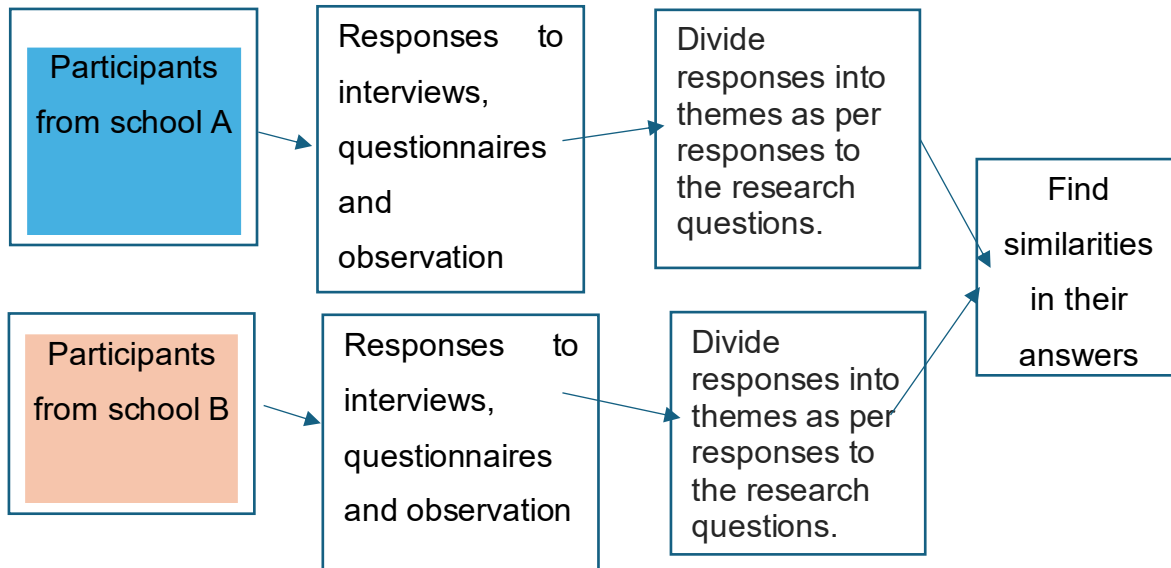 Participants
from school A
Responses to
interviews,
questionnaires
and
observation
Divide
responses into
themes as per
responses to
the research
questions.
Find
similarities
in their
answers
Participants
from school B
Responses to
interviews,
questionnaires
and observation
Divide
responses into
themes as per
responses to
the research
questions.